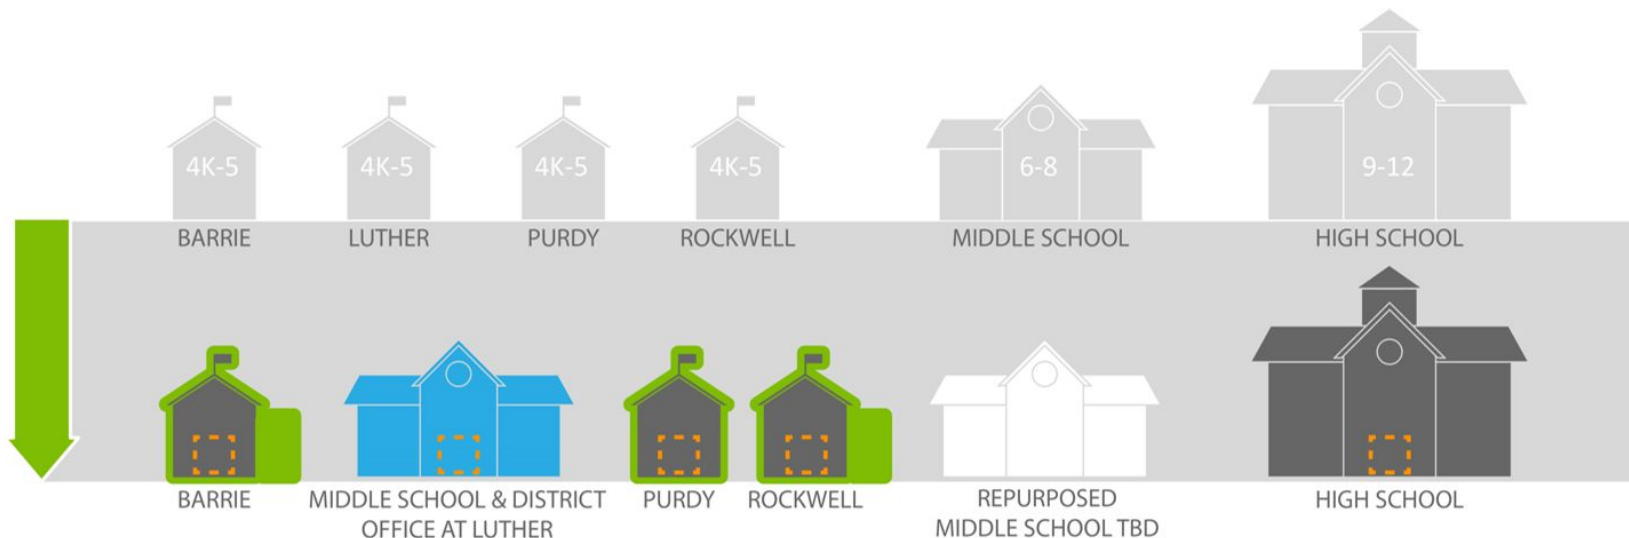 4K-5
4K-5
4K-5
4K-5
6-8
9-12
BARRIE
LUTHER
PURDY
ROCKWELL
MIDDLE SCHOOL
HIGH SCHOOL
BARRIE
MIDDLE SCHOOL & DISTRICT
OFFICE AT LUTHER
PURDY
ROCKWELL
REPURPOSED
MIDDLE SCHOOL TBD
HIGH SCHOOL